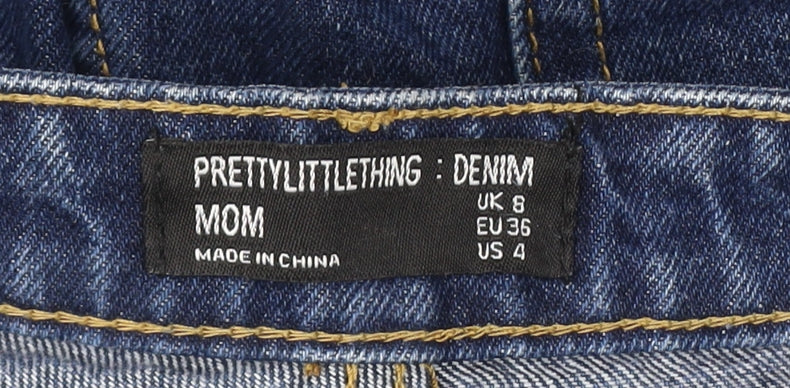 PRETTYLITTLETHING : DENIM
MOM
UK 8
EU 36
US 4
MADE IN CHINA